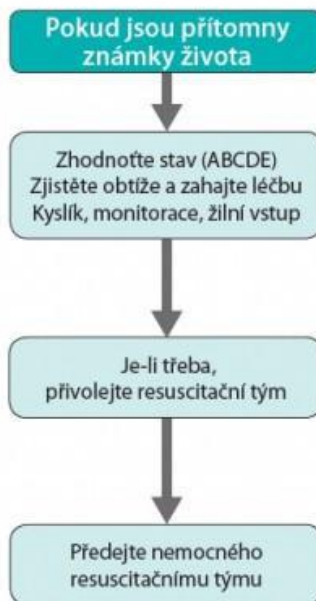 Pokud jsou přítomny
známky života
Zhodnoťte stav (ABCDE)
Zjistěte obtíže a zahajte léčbu
Kyslík, monitorace, žilní vstup
Je-li třeba,
přivolejte resuscitační tým
Předejte nemocného
resuscitačnímu týmu